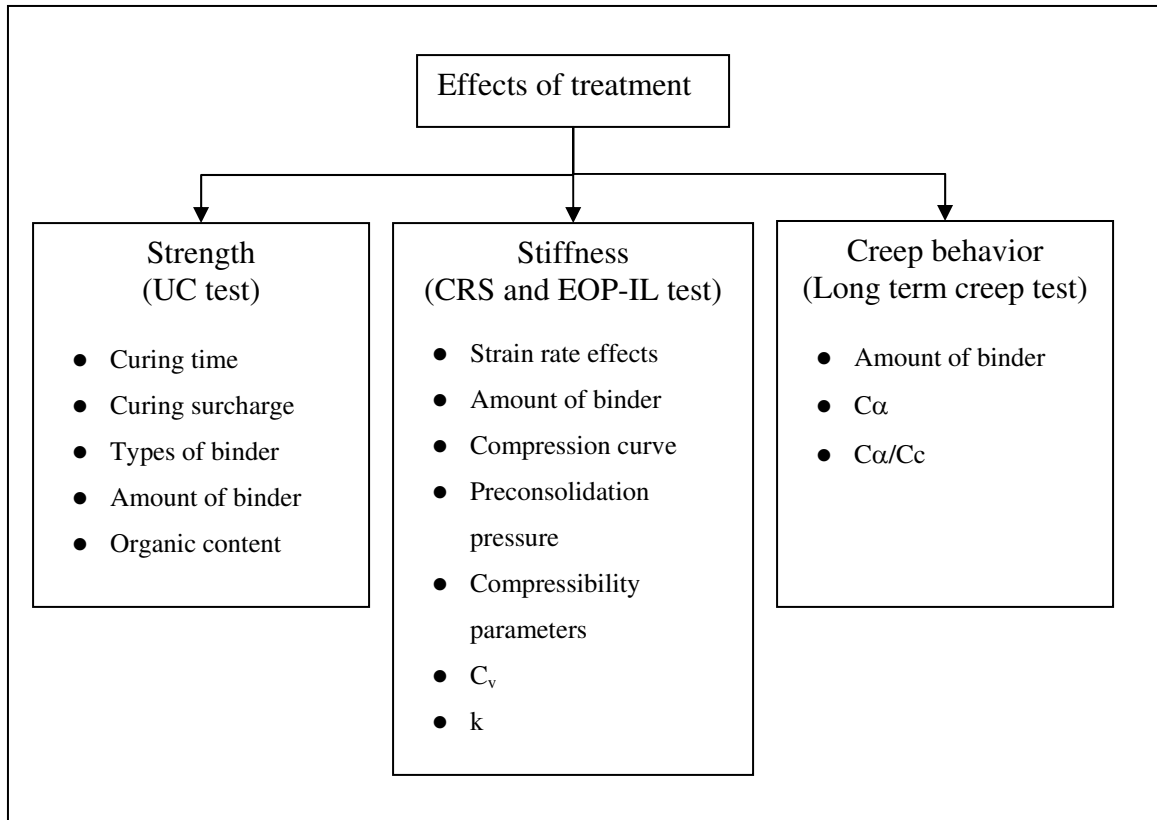 Effects of treatment
Strength
(UC test)
● Curing time
● Curing surcharge
● Types of binder
● Amount of binder
● Organic content
Stiffness
(CRS and EOP-IL test)
● Strain rate effects
● Amount of binder
● Compression curve
● Preconsolidation
pressure
● Compressibility
parameters
● Cv
● k
Creep behavior
(Long term creep test)
● Amount of binder
● Cα
● Cα/Cc